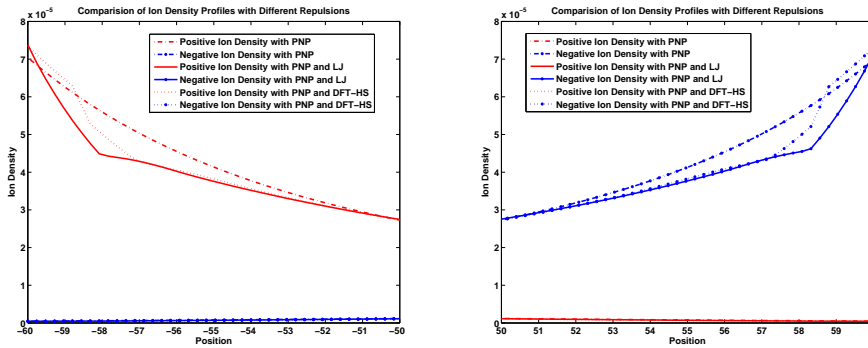 Comparision of Ion Density Profiles with Different Repulsions
x 10^-5
8
7
6
5
4
3
2
1
0
Ion Density
Positive Ion Density with PNP
Negative Ion Density with PNP
Positive Ion Density with PNP and LJ
Negative Ion Density with PNP and LJ
Positive Ion Density with PNP and DFT-HS
Negative Ion Density with PNP and DFT-HS
-60 -59 -58 -57 -56 -55 -54 -53 -52 -51 -50
Position
Comparision of Ion Density Profiles with Different Repulsions
x 10^-5
8
7
6
5
4
3
2
1
0
Ion Density
Positive Ion Density with PNP
Negative Ion Density with PNP
Positive Ion Density with PNP and LJ
Negative Ion Density with PNP and LJ
Positive Ion Density with PNP and DFT-HS
Negative Ion Density with PNP and DFT-HS
50 51 52 53 54 55 56 57 58 59
Position